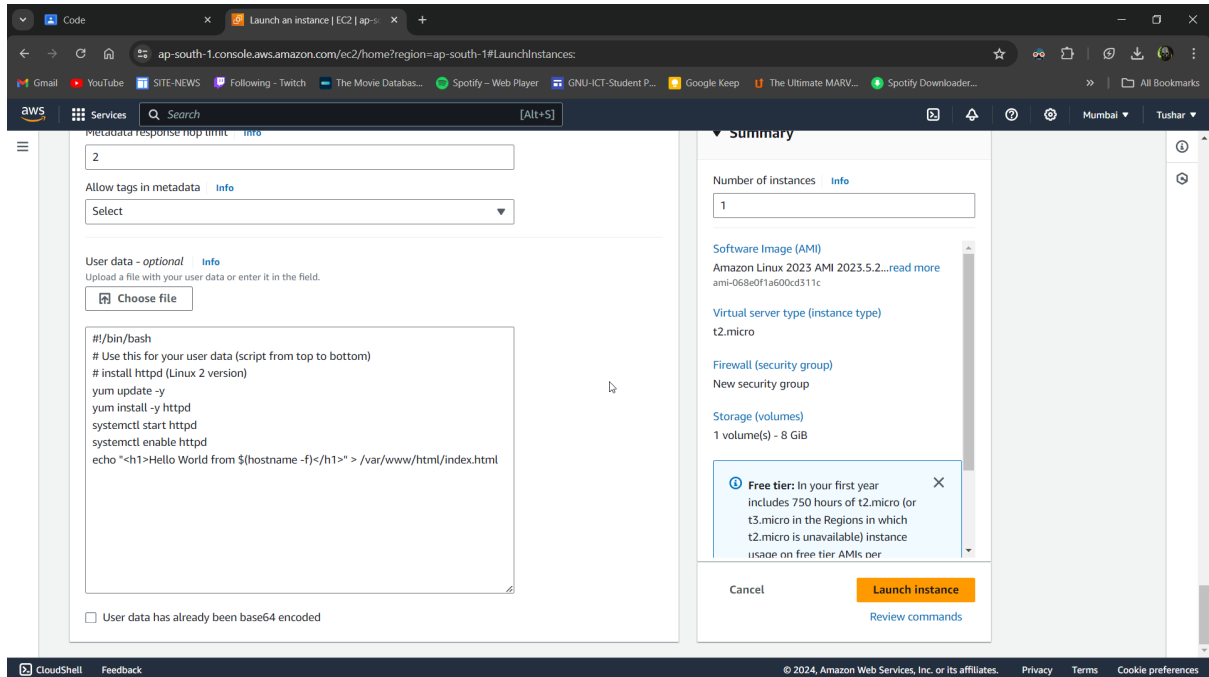 Code
Launch an instance | EC2 | ap-s
ap-south-1.console.aws.amazon.com/ec2/home?region=ap-south-1#LaunchInstances:
Gmail YouTube SITE-NEWS Following - Twitch The Movie Databas... Spotify – Web Player GNU-ICT-Student P... Google Keep The Ultimate MARV... Spotify Downloader... » All Bookmarks
aws Services Search [Alt+S] Mumbai Tushar
Metadata response hop limit Info
2
Allow tags in metadata Info
Select
User data - optional Info
Upload a file with your user data or enter it in the field.
Choose file
#!/bin/bash
# Use this for your user data (script from top to bottom)
# install httpd (Linux 2 version)
yum update -y
yum install -y httpd
systemctl start httpd
systemctl enable httpd
echo "<h1>Hello World from $(hostname -f)</h1>" > /var/www/html/index.html
User data has already been base64 encoded
Summary
Number of instances Info
1
Software Image (AMI)
Amazon Linux 2023 AMI 2023.5.2...read more
ami-068e0f1a600cd311c
Virtual server type (instance type)
t2.micro
Firewall (security group)
New security group
Storage (volumes)
1 volume(s) - 8 GiB
Free tier: In your first year
includes 750 hours of t2.micro (or
t3.micro in the Regions in which
t2.micro is unavailable) instance
usage on free tier AMIs per
Cancel Launch instance
Review commands
CloudShell Feedback © 2024, Amazon Web Services, Inc. or its affiliates. Privacy Terms Cookie preferences